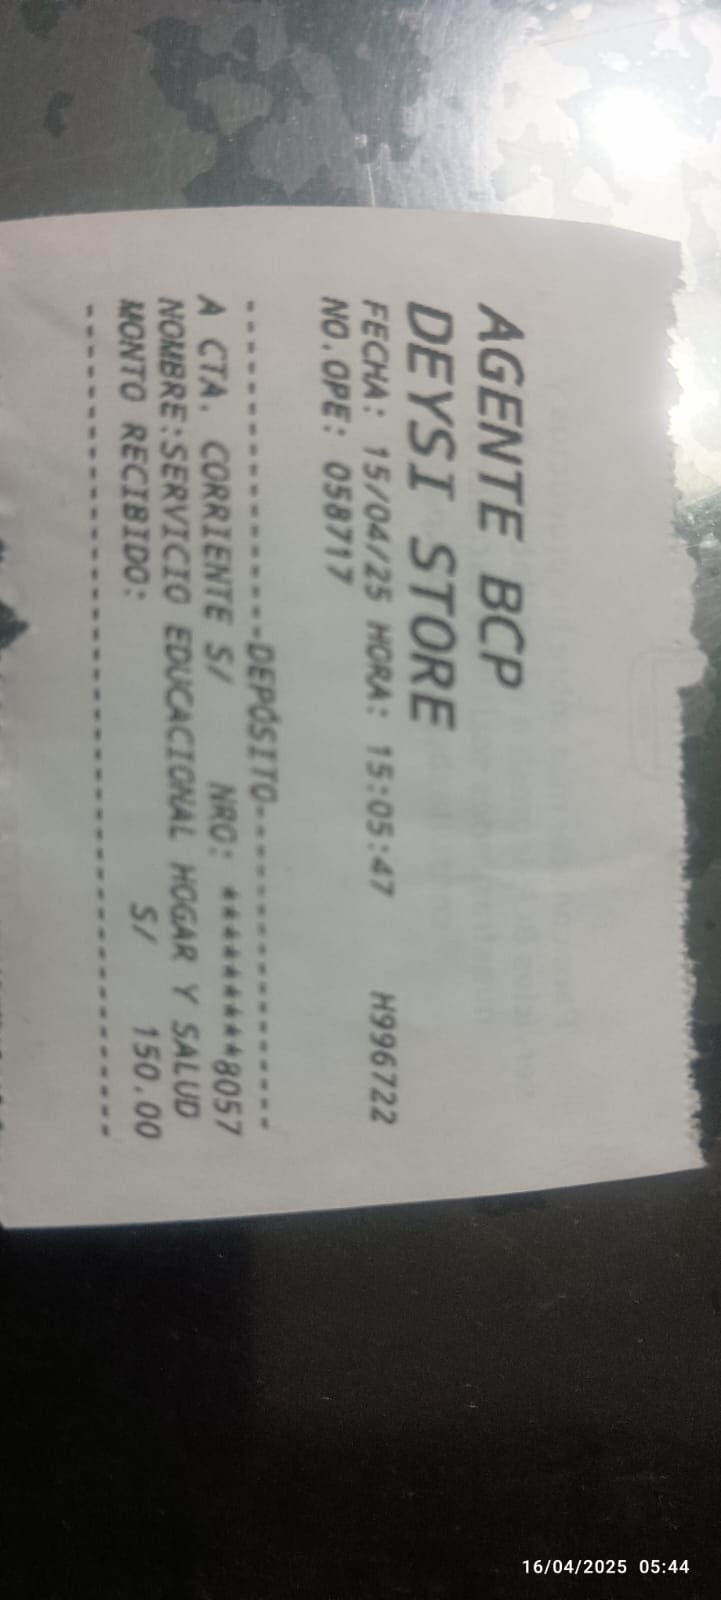 AGENTE BCP
DEYSI STORE
FECHA: 15/04/25 HORA: 15:05:47 H996722
NO.OPE: 058717
------------DEPÓSITO------------------
A CTA. CORRIENTE S/ NRO: **********8057
NOMBRE:SERVICIO EDUCACIONAL HOGAR Y SALUD
MONTO RECIBIDO: S/ 150.00
----------------------------------------
16/04/2025 05:44